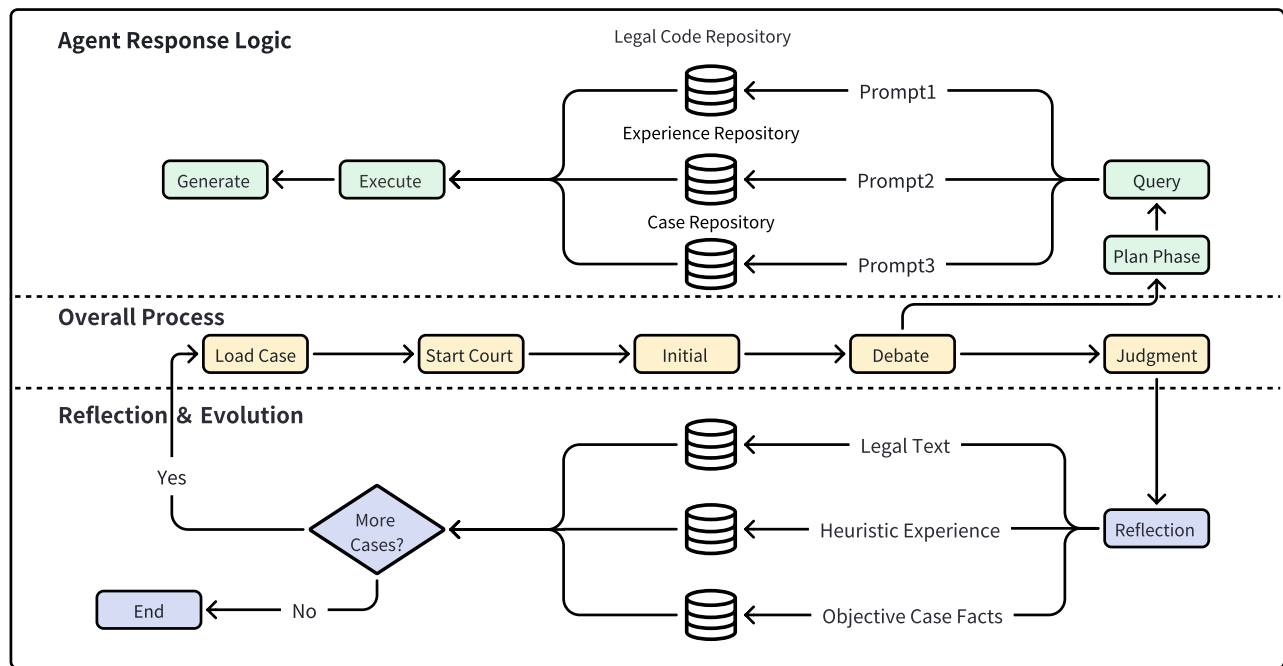 Agent Response Logic
Legal Code Repository
Prompt1
Experience Repository
Generate
Execute
Prompt2
Query
Case Repository
Plan Phase
Prompt3
Overall Process
Load Case
Start Court
Initial
Debate
Judgment
Reflection & Evolution
Legal Text
Yes
More
Cases?
Heuristic Experience
Reflection
End
No
Objective Case Facts